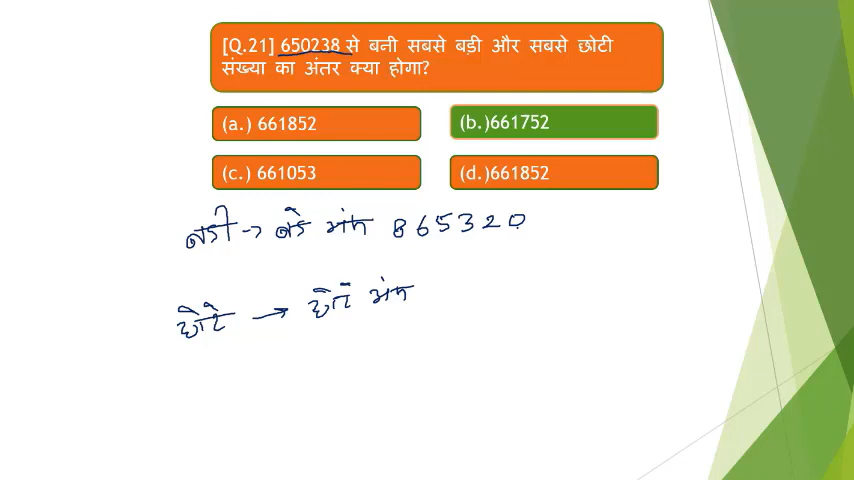 [Q.21] 650238 से बनी सबसे बड़ी और सबसे छोटी
संख्या का अंतर क्या होगा?
(a.) 661852
(b.)661752
(c.) 661053
(d.)661852
बड़ी → बड़े अंक 865320
छोटे → छोटे अंक